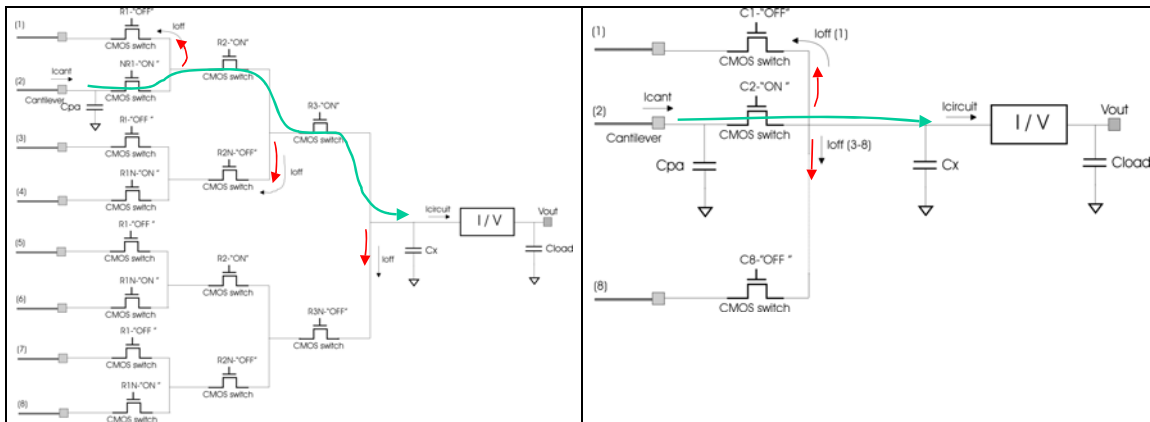 R1-"OFF"
(1)
Ioff
CMOS switch
R2-"ON"
NR1-"ON "
CMOS switch
(2)
Icant
CMOS switch
Cantilever
Cpa
R3-"ON"
RI-"OFF "
(3)
CMOS switch
CMOS switch
R2N-"OFF"
R1N-"ON "
Ioff
(4)
CMOS switch
CMOS switch
R1-"OFF "
Icircuit
I / V
Vout
(5)
CMOS switch
R2-"ON"
Cx
Cload
Ioff
R1N-"ON "
CMOS switch
(6)
CMOS switch
R3N-"OFF"
R1-"OFF "
CMOS switch
(7)
CMOS switch
R2N-"OFF"
R1N-"ON "
CMOS switch
(8)
CMOS switch
C1-"OFF"
(1)
Ioff (1)
CMOS switch
C2-"ON "
Icant
(2)
Icircuit
I / V
Vout
Cantilever
CMOS switch
Ioff (3-8)
Cpa
Cx
Cload
C8-"OFF "
(8)
CMOS switch